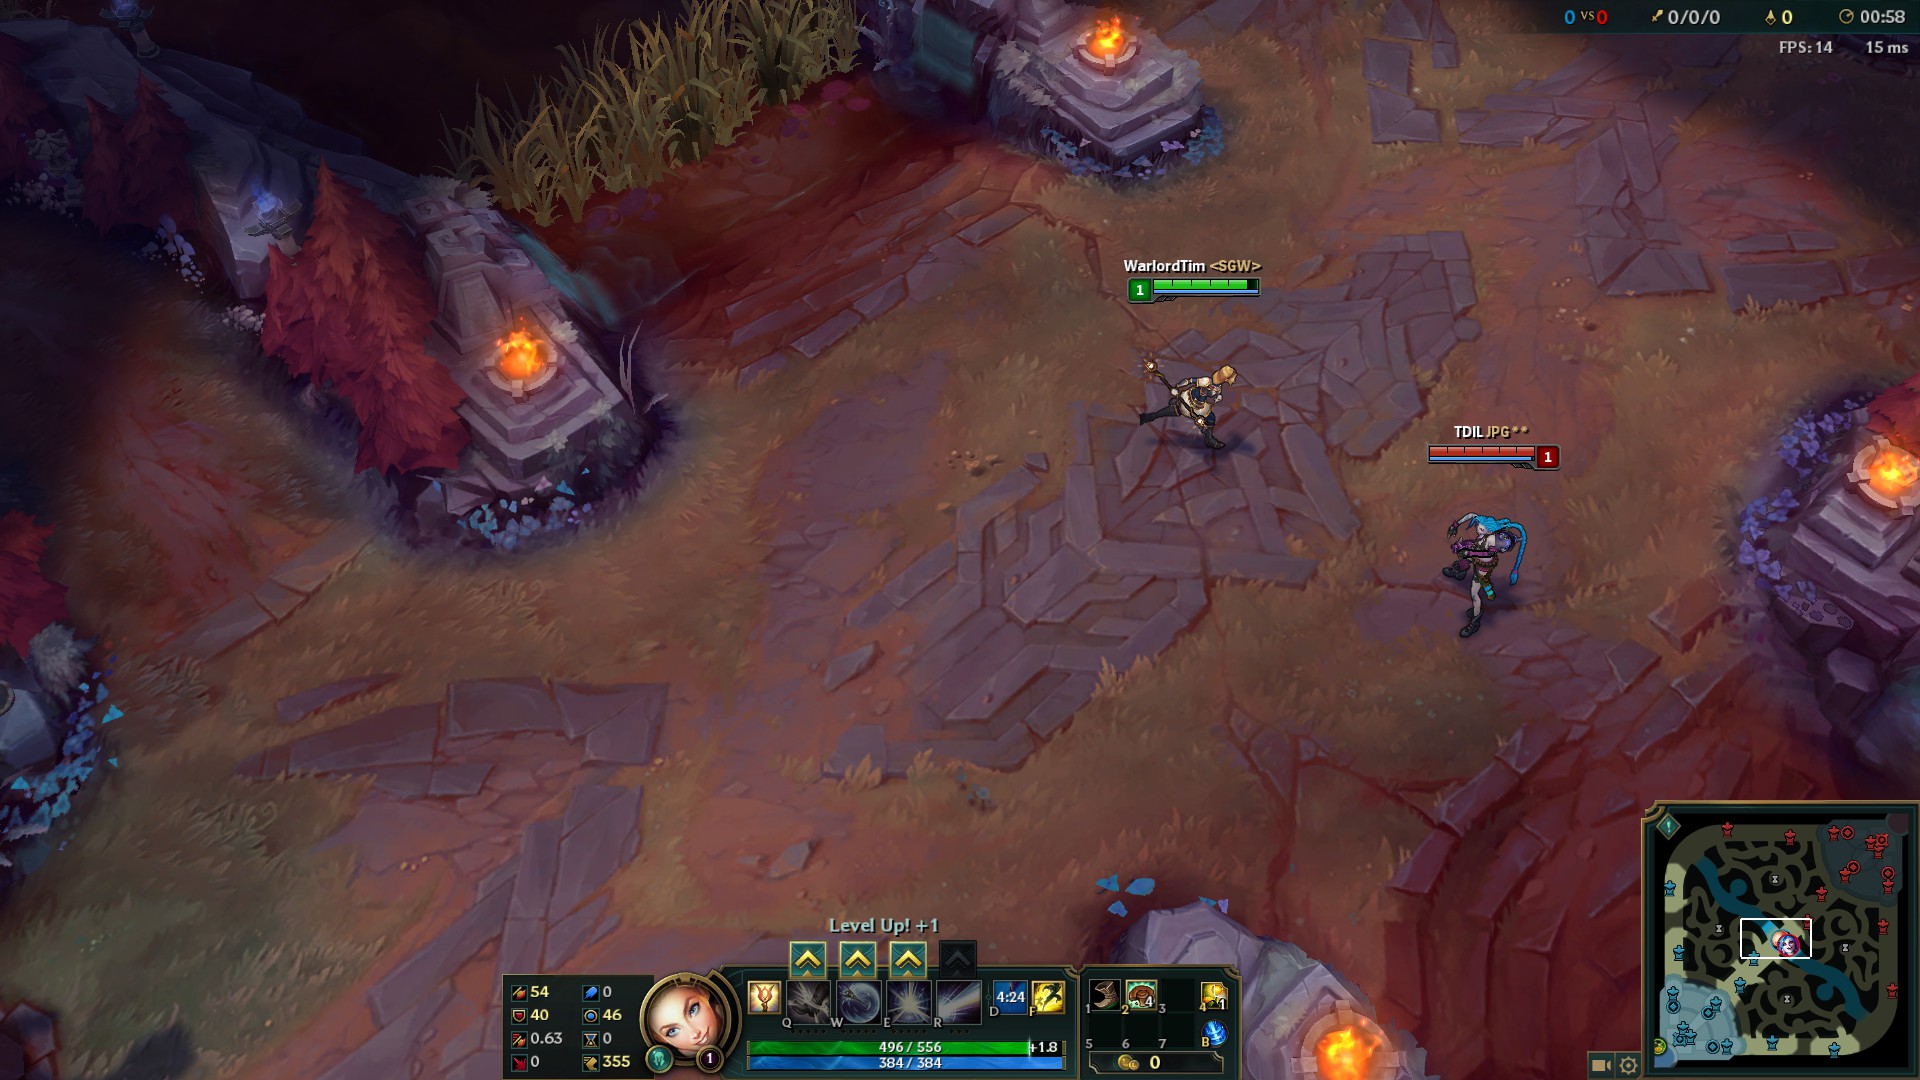 0 VS 0 0/0/0 0 00:58
FPS: 14 15 ms
WarlordTim <SGW>
1
TDIL JPG**
1
Level Up! +1
54 0
40 46
0.63 0
0 355
1
Q W E R
4:24
D F
496 / 556 +1.8
384 / 384
1 2 4 3 4 1
5 6 7 B
0